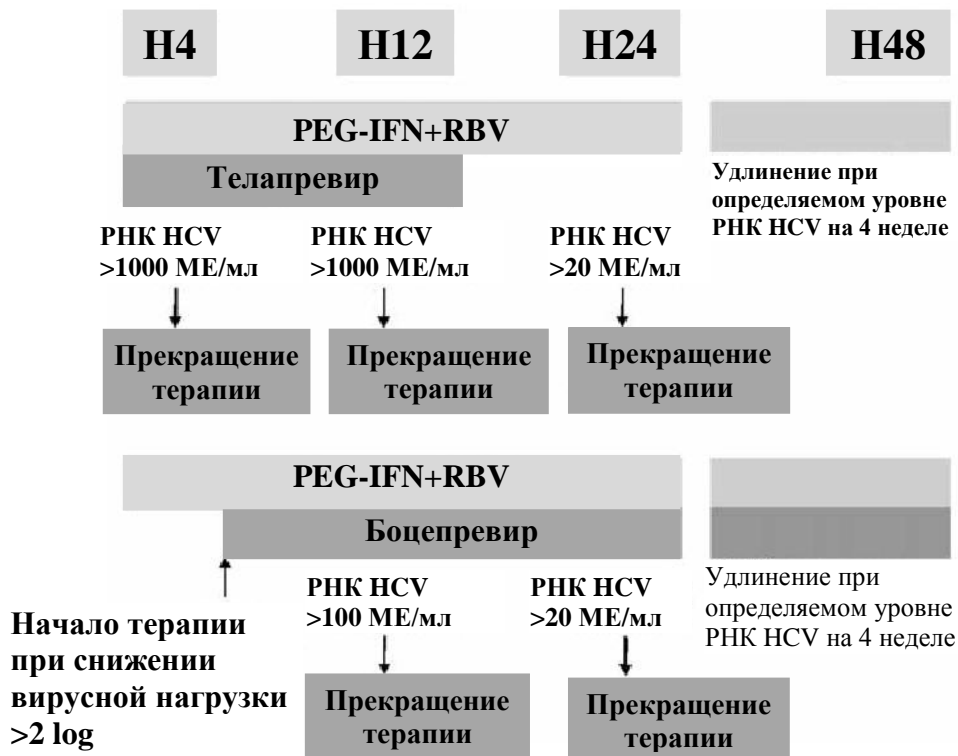 Н4 Н12 Н24 Н48
PEG-IFN+RBV
Телапревир
Удлинение при
определяемом уровне
РНК HCV на 4 неделе
РНК HCV
>1000 МЕ/мл
РНК HCV
>1000 МЕ/мл
РНК HCV
>20 МЕ/мл
Прекращение
терапии
Прекращение
терапии
Прекращение
терапии
PEG-IFN+RBV
Боцепревир
Удлинение при
определяемом уровне
РНК HCV на 4 неделе
Начало терапии
при снижении
вирусной нагрузки
>2 log
РНК HCV
>100 МЕ/мл
РНК HCV
>20 МЕ/мл
Прекращение
терапии
Прекращение
терапии